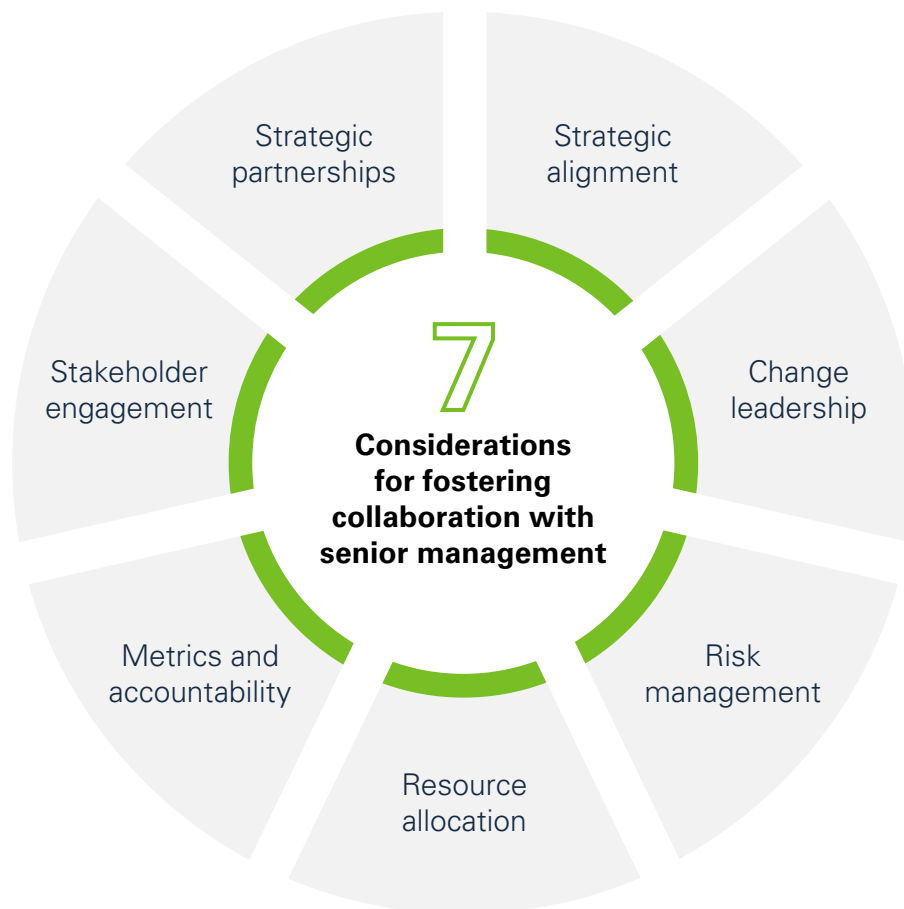 Strategic
partnerships
Strategic
alignment
Stakeholder
engagement
7
Considerations
for fostering
collaboration with
senior management
Change
leadership
Metrics and
accountability
Risk
management
Resource
allocation